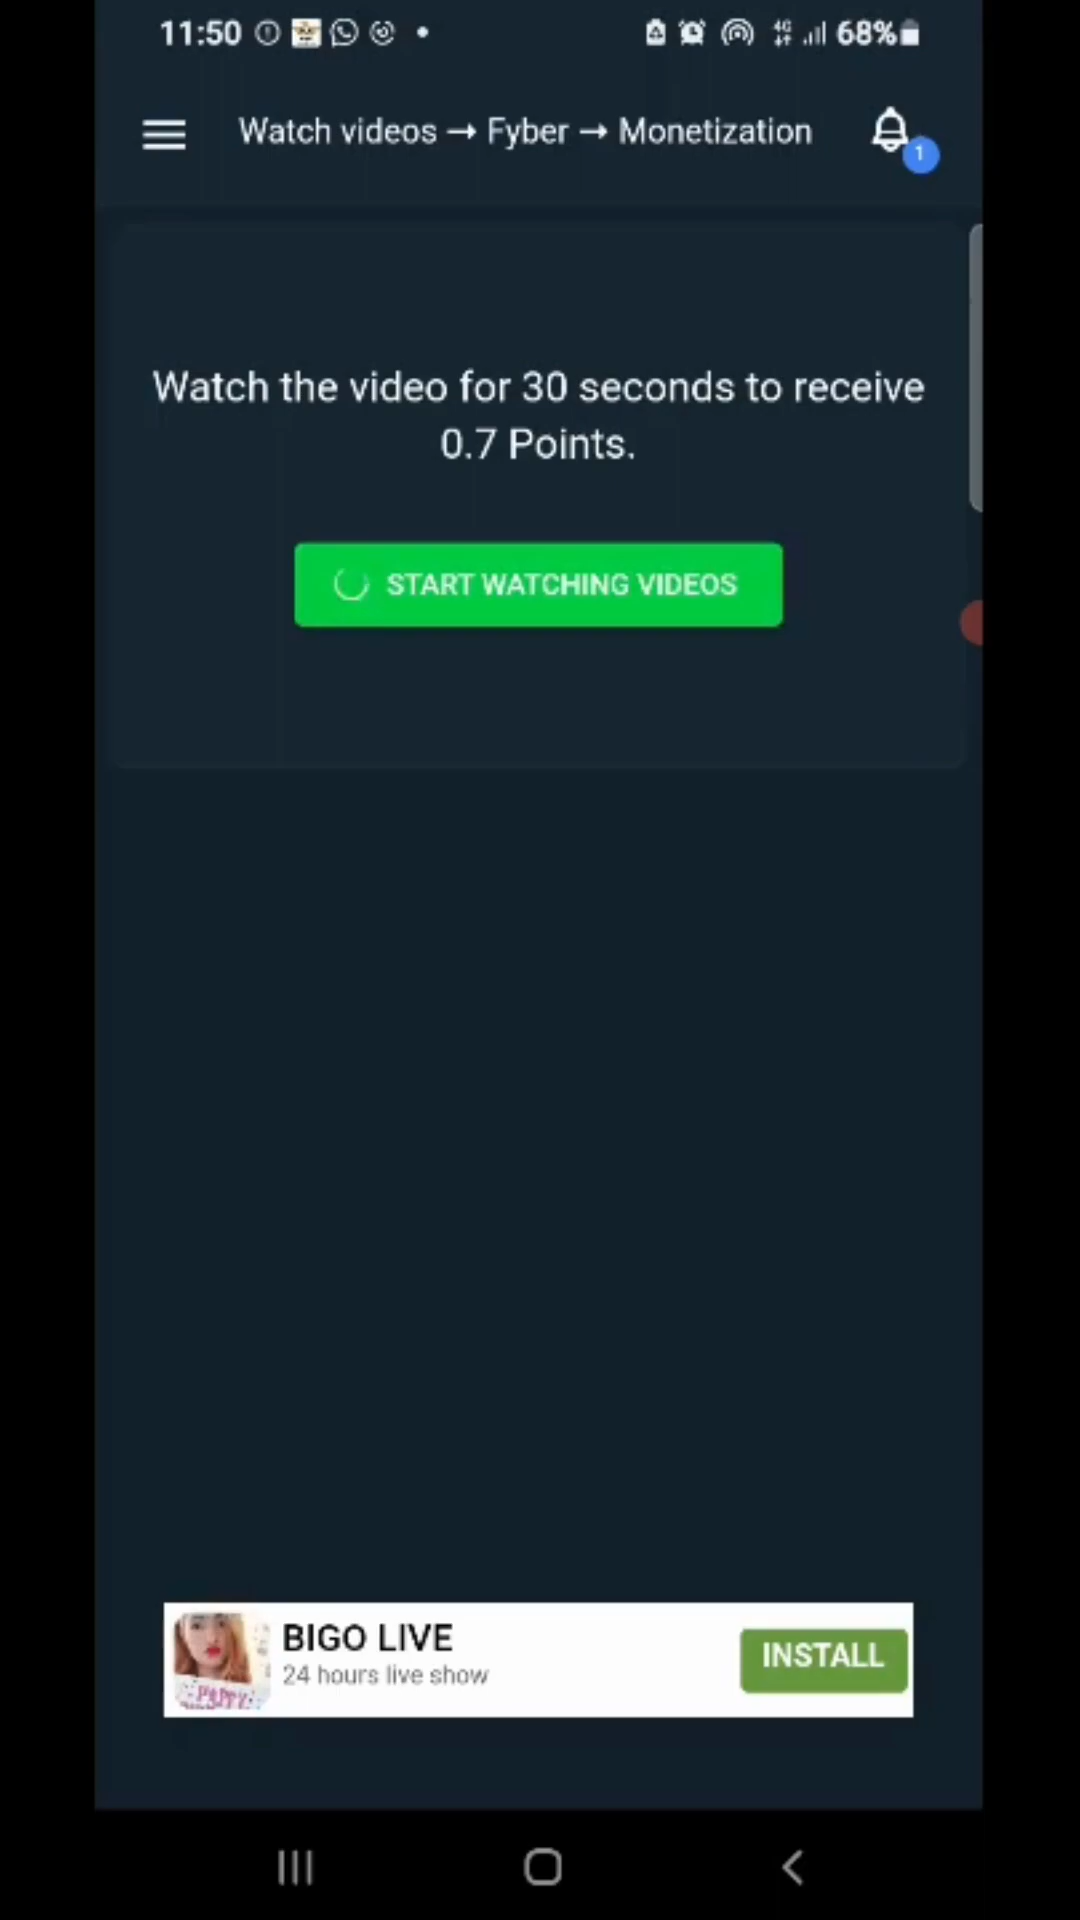 11:50
4G
68%
Watch videos → Fyber → Monetization
1
Watch the video for 30 seconds to receive
0.7 Points.
START WATCHING VIDEOS
BIGO LIVE
24 hours live show
INSTALL